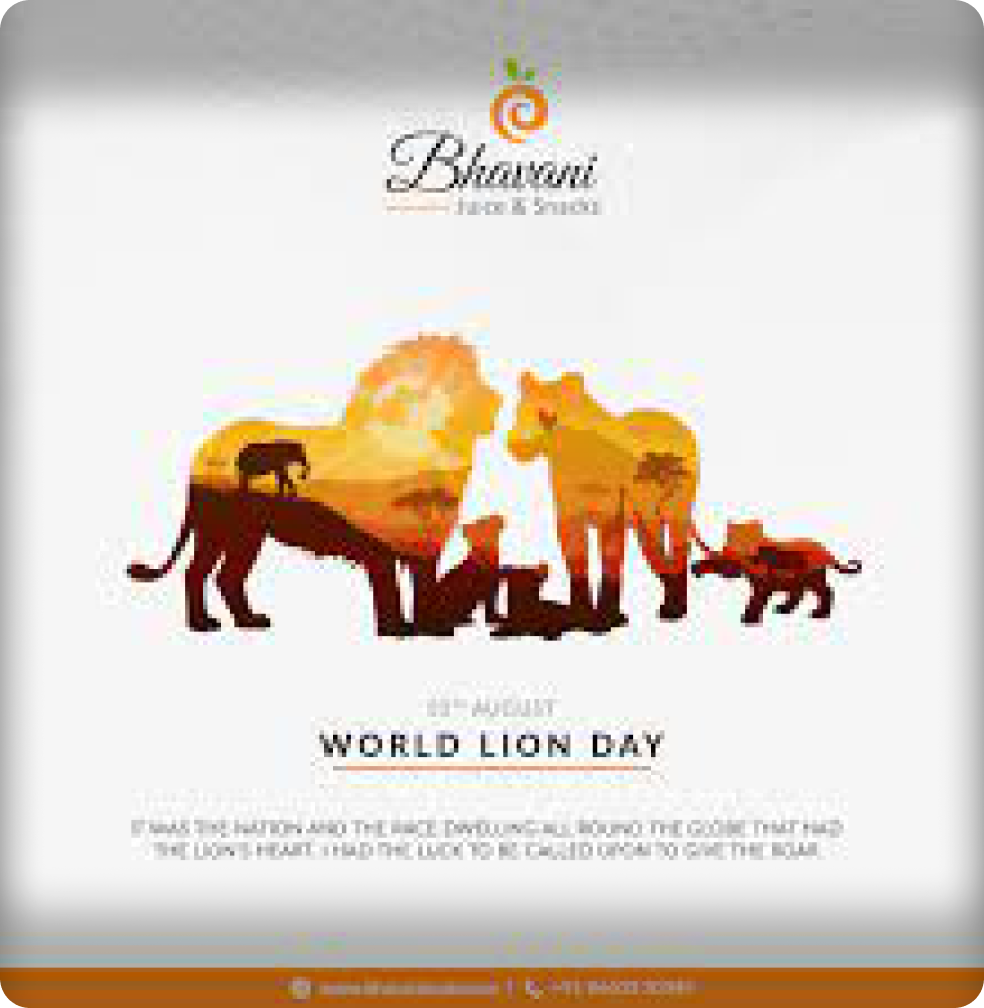 Bhavani
Juice & Snacks
AUGUST
WORLD LION DAY
IT WAS THE NATION AND THE RACE DWELLING ALL ROUND THE GLOBE THAT HAD
THE LION'S HEART. I HAD THE LUCK TO BE CALLED UPON TO GIVE THE ROAR.